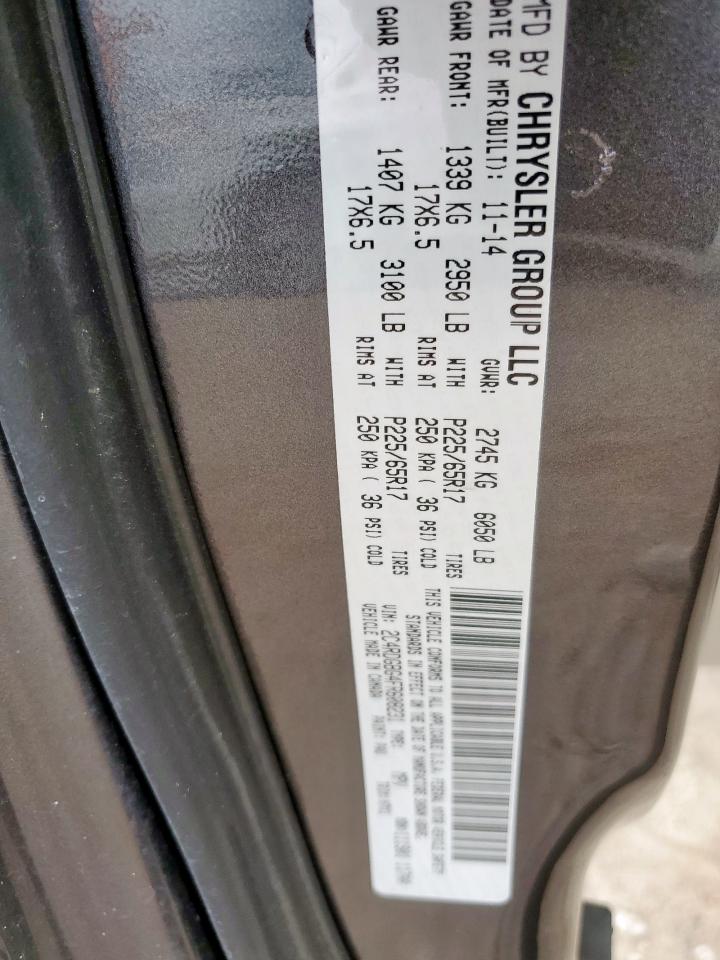 MFD BY CHRYSLER GROUP LLC
DATE OF MFR(BUILT): 11-14 GVWR: 2745 KG 6050 LB
GAWR FRONT: 1339 KG 2950 LB WITH P225/65R17 TIRES
17X6.5 RIMS AT 250 KPA ( 36 PSI) COLD
GAWR REAR: 1407 KG 3100 LB WITH P225/65R17 TIRES
17X6.5 RIMS AT 250 KPA ( 36 PSI) COLD
THIS VEHICLE CONFORMS TO ALL APPLICABLE U.S.A. FEDERAL MOTOR VEHICLE SAFETY
STANDARDS IN EFFECT ON THE DATE OF MANUFACTURE SHOWN ABOVE.
VIN: TYPE: MPV
VEHICLE MADE IN CANADA PAINT: